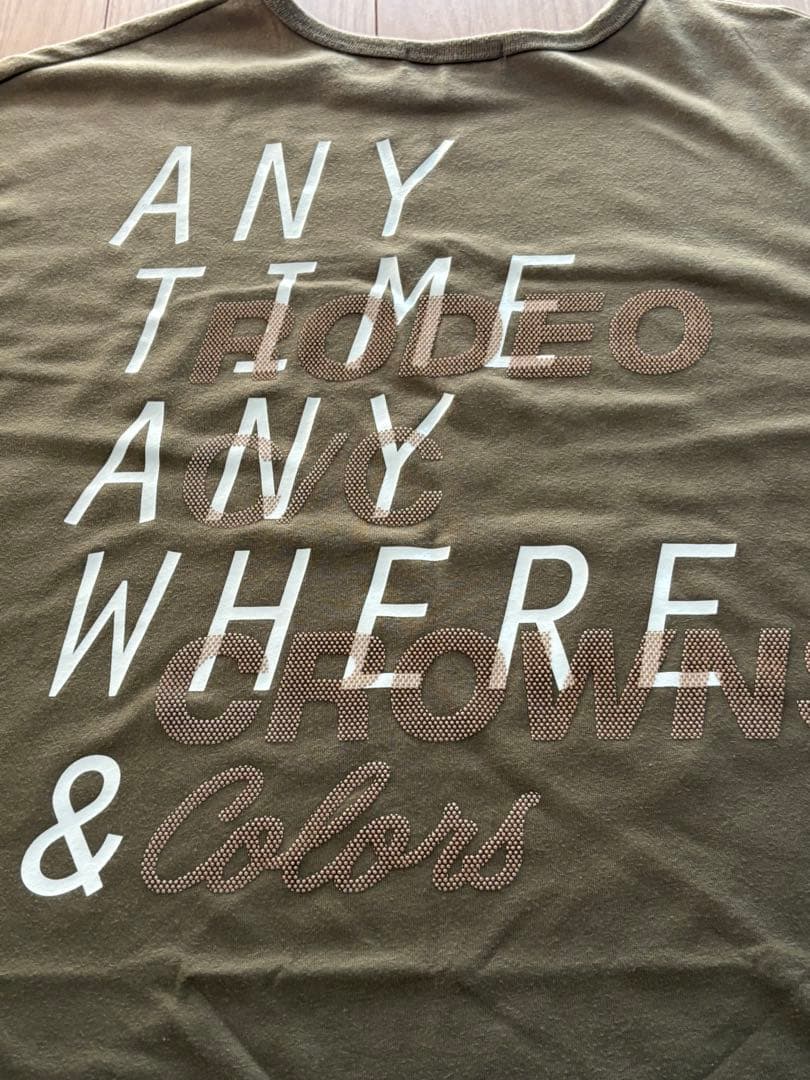 ANY
TIME
RODEO
ANY
C/C
WHERE
CROWNS
& Colors